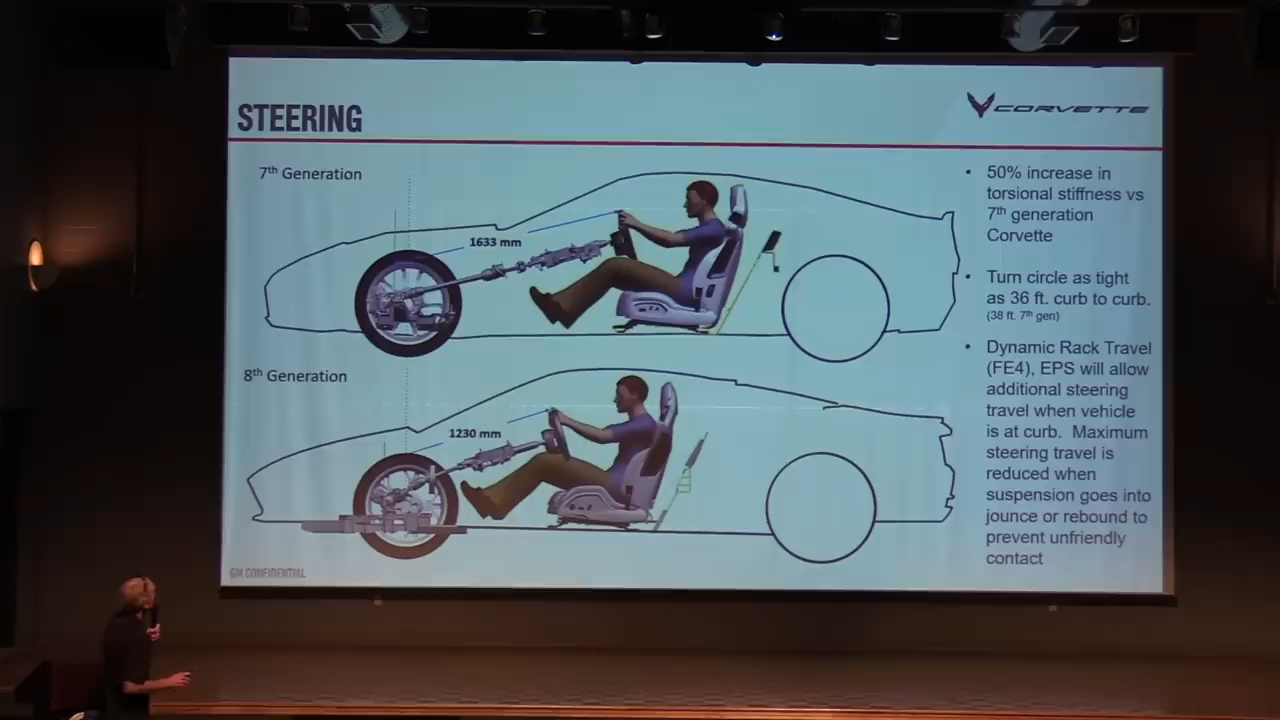 STEERING
CORVETTE
7th Generation
1633 mm
8th Generation
1230 mm
• 50% increase in
torsional stiffness vs
7th generation
Corvette
• Turn circle as tight
as 36 ft. curb to curb.
(38 ft. 7th gen)
• Dynamic Rack Travel
(FE4), EPS will allow
additional steering
travel when vehicle
is at curb. Maximum
steering travel is
reduced when
suspension goes into
jounce or rebound to
prevent unfriendly
contact
GM CONFIDENTIAL